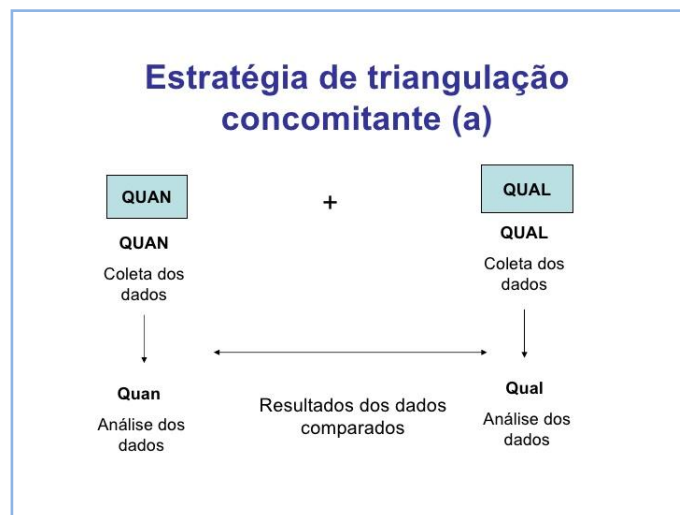 Estratégia de triangulação
concomitante (a)
QUAN
+
QUAL
QUAN
Coleta dos
dados
QUAL
Coleta dos
dados
Quan
Análise dos
dados
Resultados dos dados
comparados
Qual
Análise dos
dados